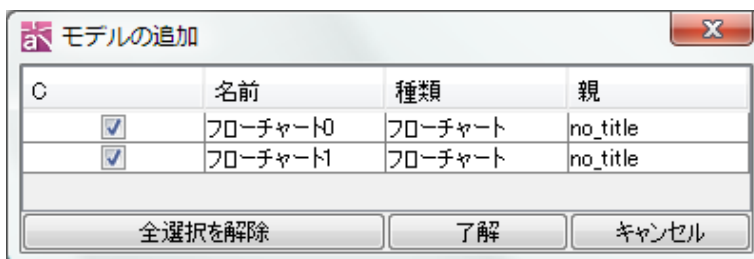 モデルの追加
C 名前 種類 親
フローチャート0 フローチャート no_title
フローチャート1 フローチャート no_title
全選択を解除 了解 キャンセル